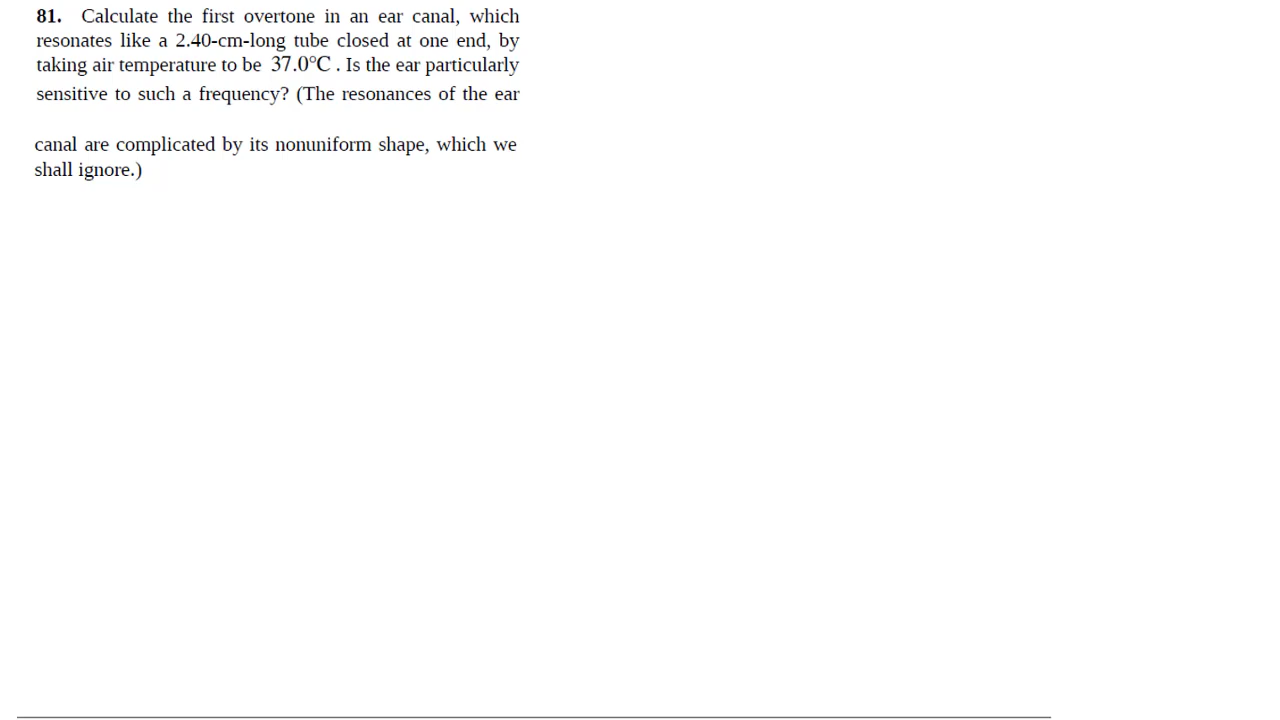 81. Calculate the first overtone in an ear canal, which
resonates like a 2.40-cm-long tube closed at one end, by
taking air temperature to be 37.0°C . Is the ear particularly
sensitive to such a frequency? (The resonances of the ear
canal are complicated by its nonuniform shape, which we
shall ignore.)